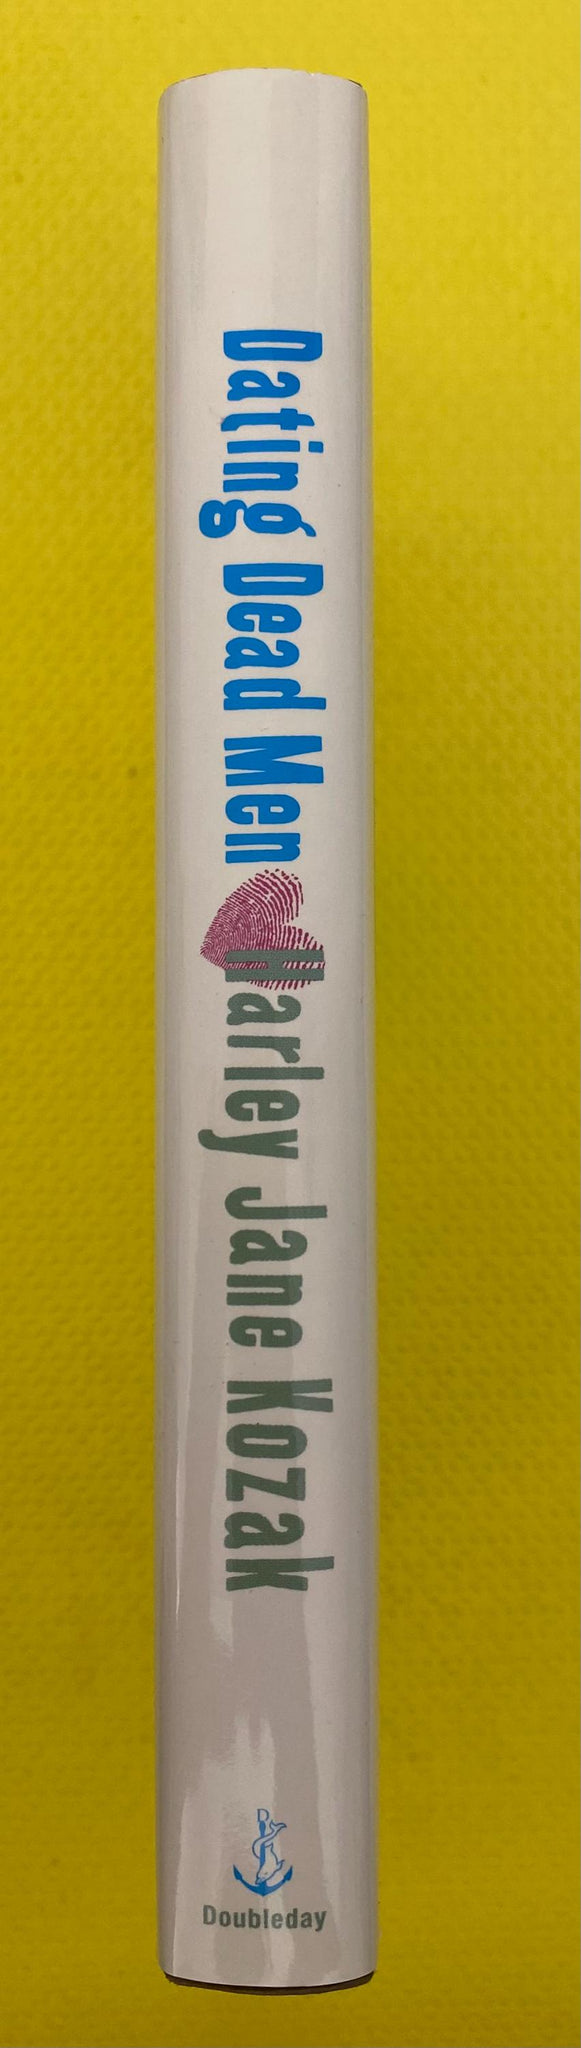 Dating Dead Men
Harley Jane Kozak
D
Doubleday